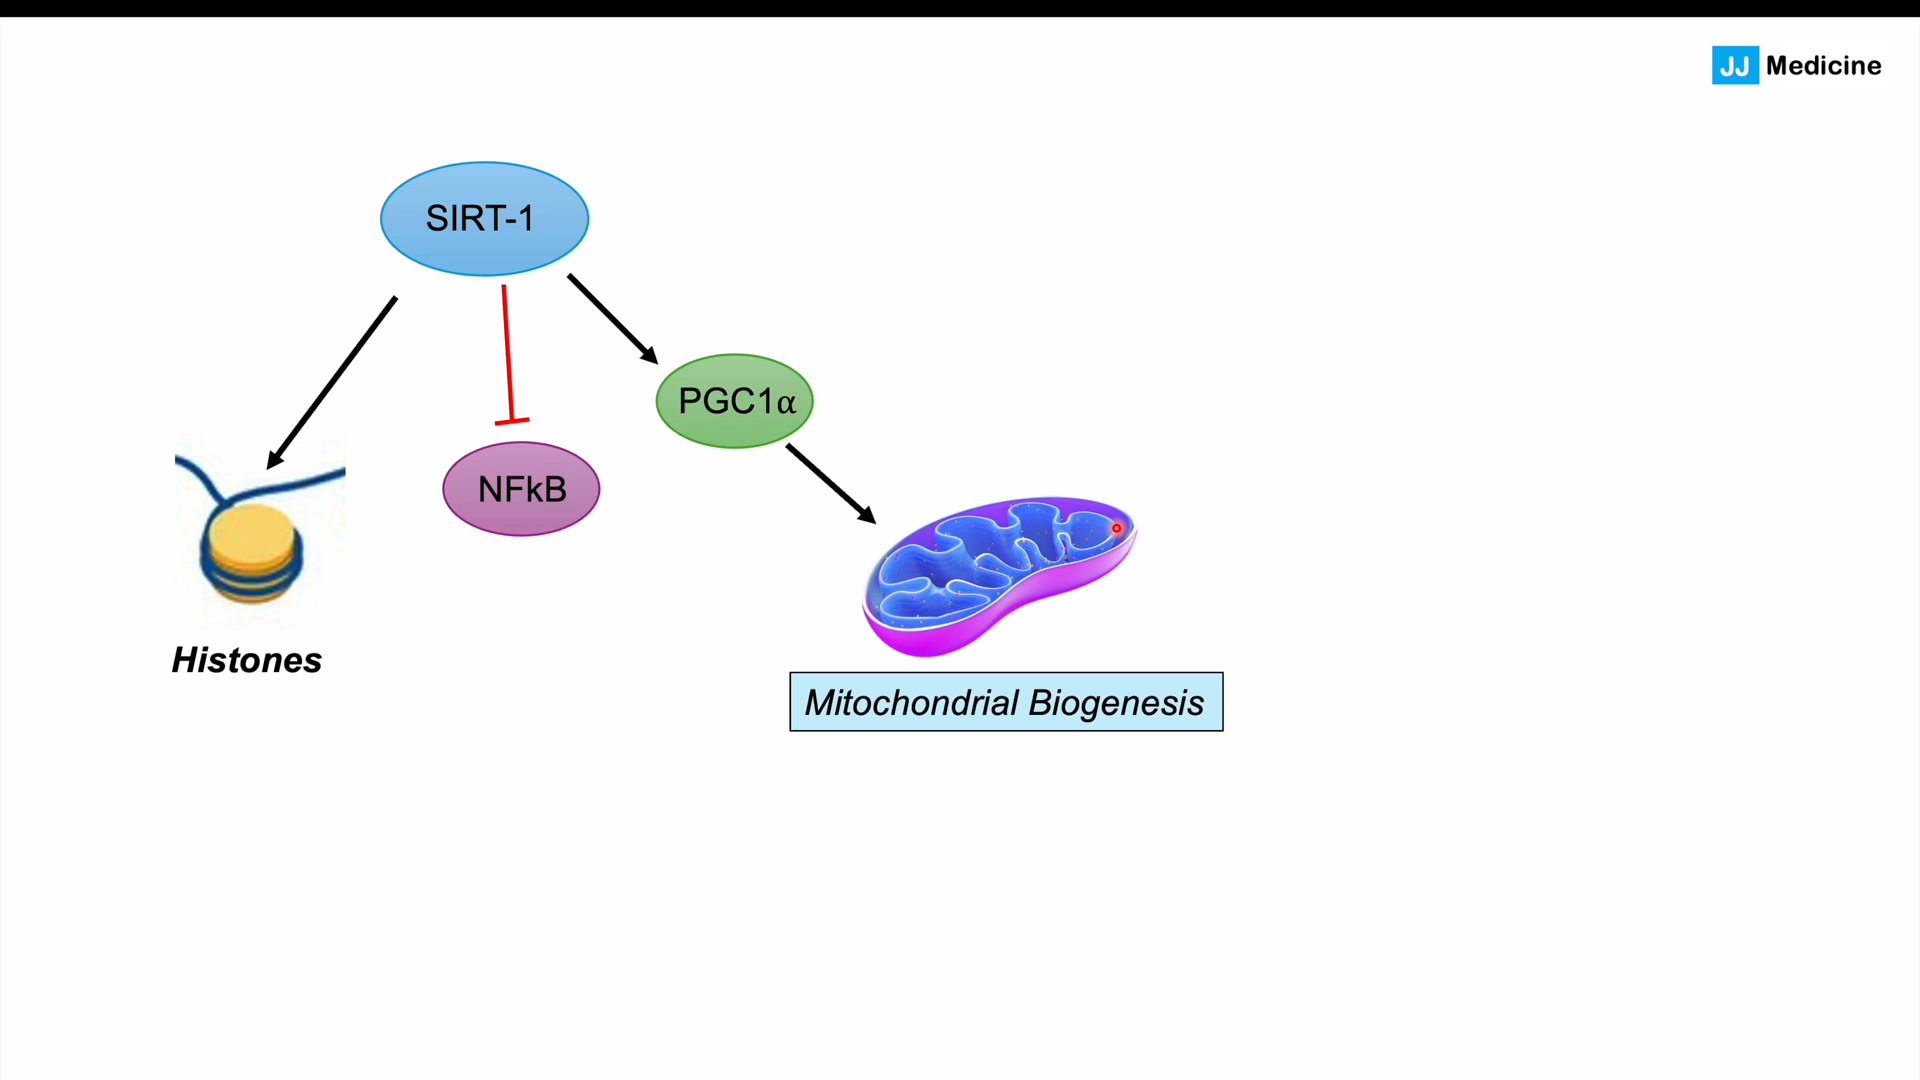 JJ Medicine
SIRT-1
PGC1α
NFkB
Histones
Mitochondrial Biogenesis